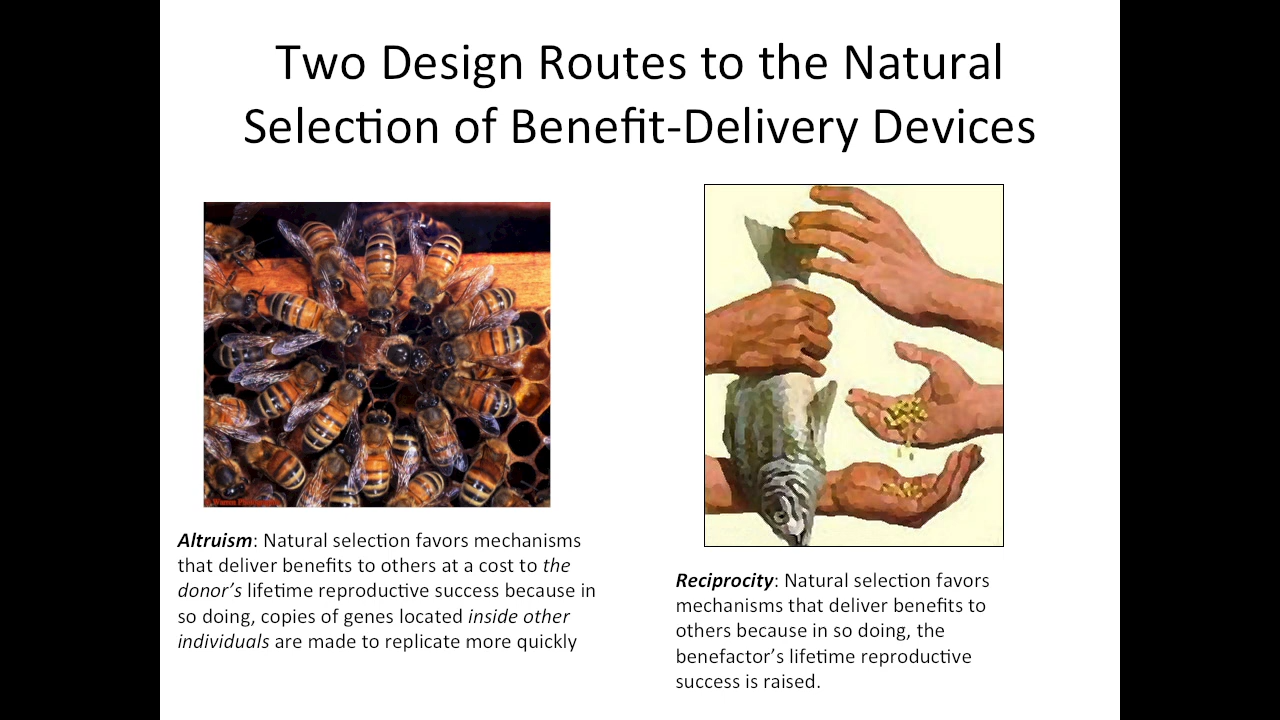 Two Design Routes to the Natural
Selection of Benefit-Delivery Devices
Altruism: Natural selection favors mechanisms
that deliver benefits to others at a cost to the
donor’s lifetime reproductive success because in
so doing, copies of genes located inside other
individuals are made to replicate more quickly
Reciprocity: Natural selection favors
mechanisms that deliver benefits to
others because in so doing, the
benefactor’s lifetime reproductive
success is raised.